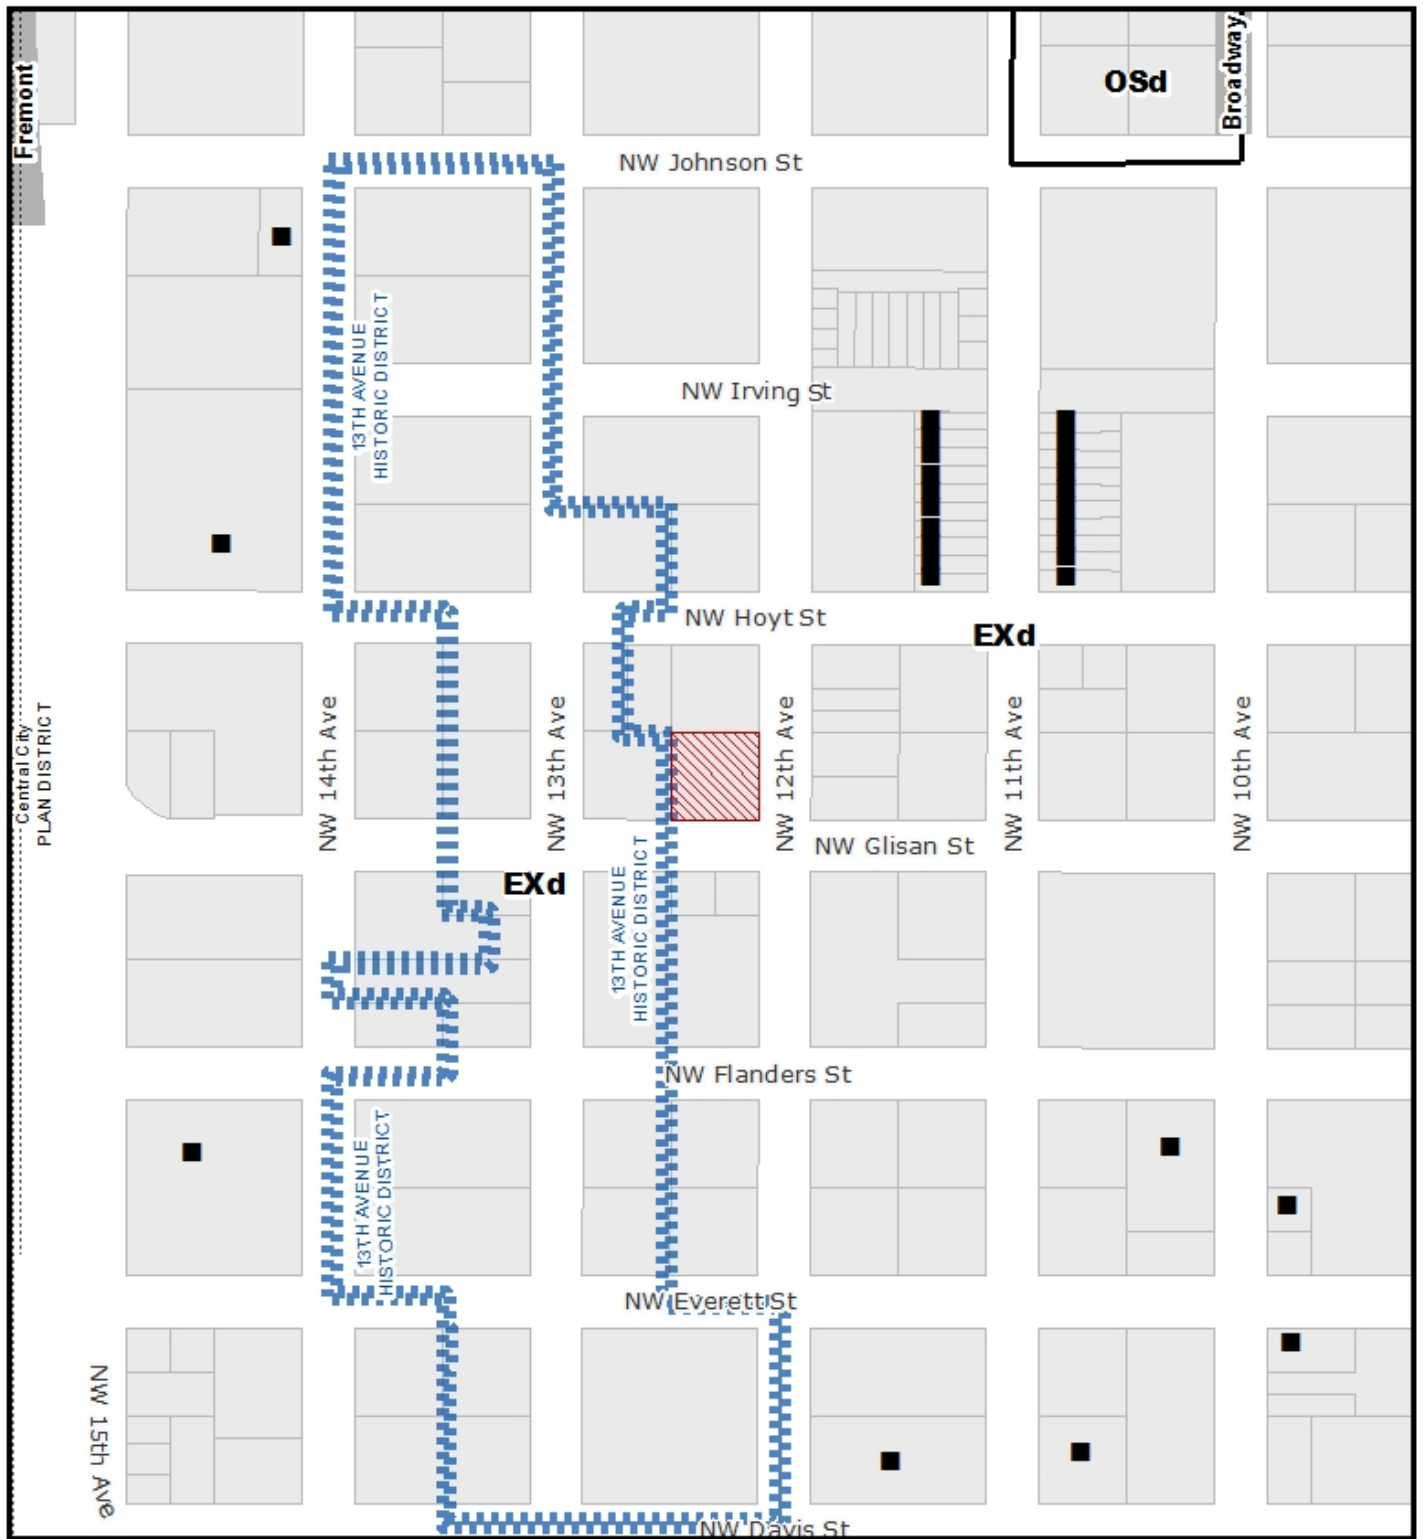 Fremont
OSd
Broadway
NW Johnson St
13TH AVENUE
HISTORIC DISTRICT
NW Irving St
NW Hoyt St
EXd
Central City
PLAN DISTRICT
NW 14th Ave
NW 13th Ave
NW 12th Ave
NW 11th Ave
NW 10th Ave
NW Glisan St
EXd
13TH AVENUE
HISTORIC DISTRICT
NW Flanders St
13TH AVENUE
HISTORIC DISTRICT
NW Everett St
NW 15th Ave
NW Davis St